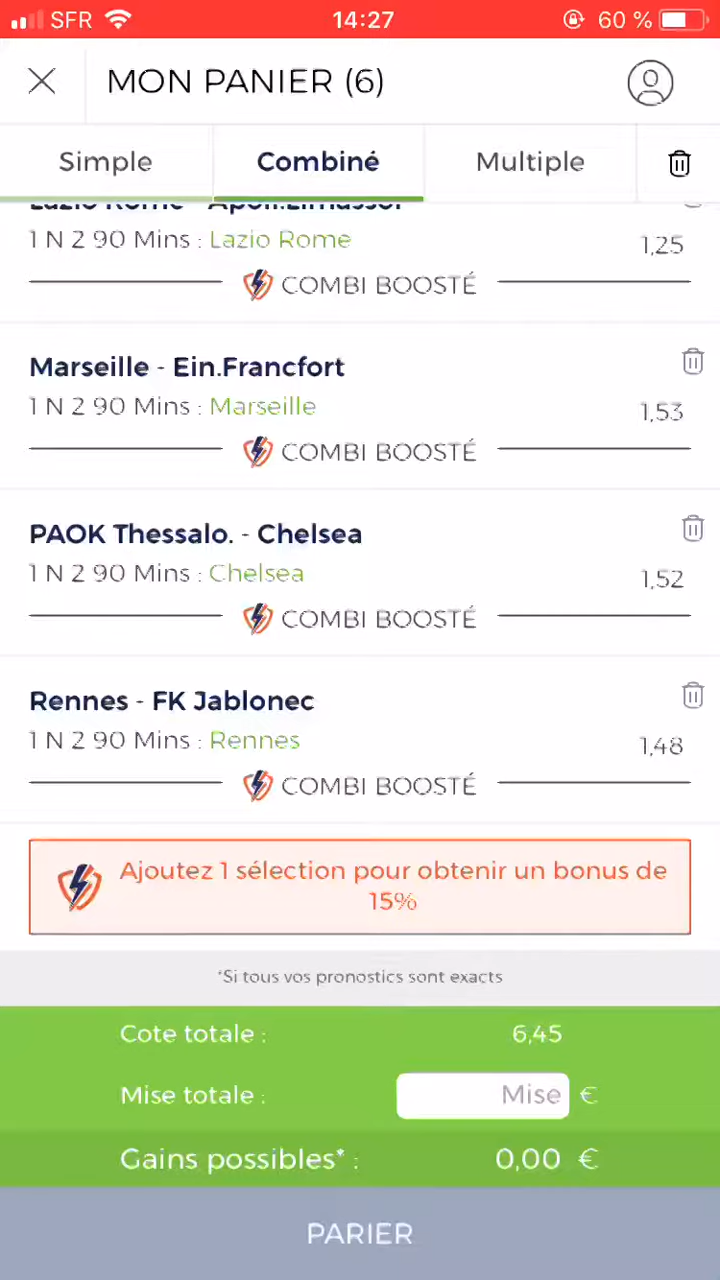 SFR 14:27 60 %
MON PANIER (6)
Simple Combiné Multiple
Lazio Rome - Apoll.Limassol
1 N 2 90 Mins : Lazio Rome 1,25
COMBI BOOSTÉ
Marseille - Ein.Francfort
1 N 2 90 Mins : Marseille 1,53
COMBI BOOSTÉ
PAOK Thessalo. - Chelsea
1 N 2 90 Mins : Chelsea 1,52
COMBI BOOSTÉ
Rennes - FK Jablonec
1 N 2 90 Mins : Rennes 1,48
COMBI BOOSTÉ
Ajoutez 1 sélection pour obtenir un bonus de
15%
*Si tous vos pronostics sont exacts
Cote totale : 6,45
Mise totale : Mise €
Gains possibles* : 0,00 €
PARIER